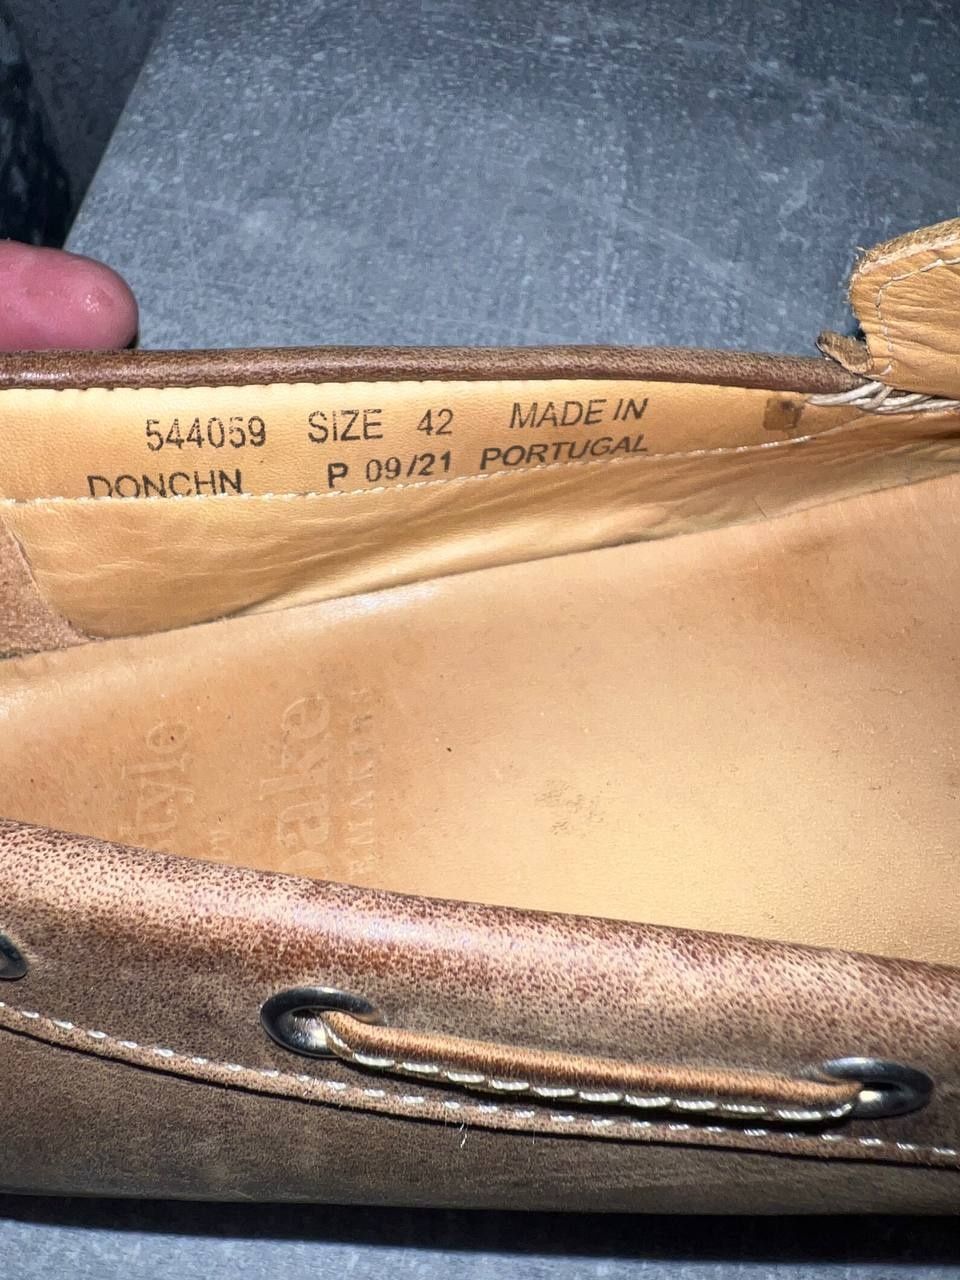 544059 SIZE 42 MADE IN
DONCHN P 09/21 PORTUGAL